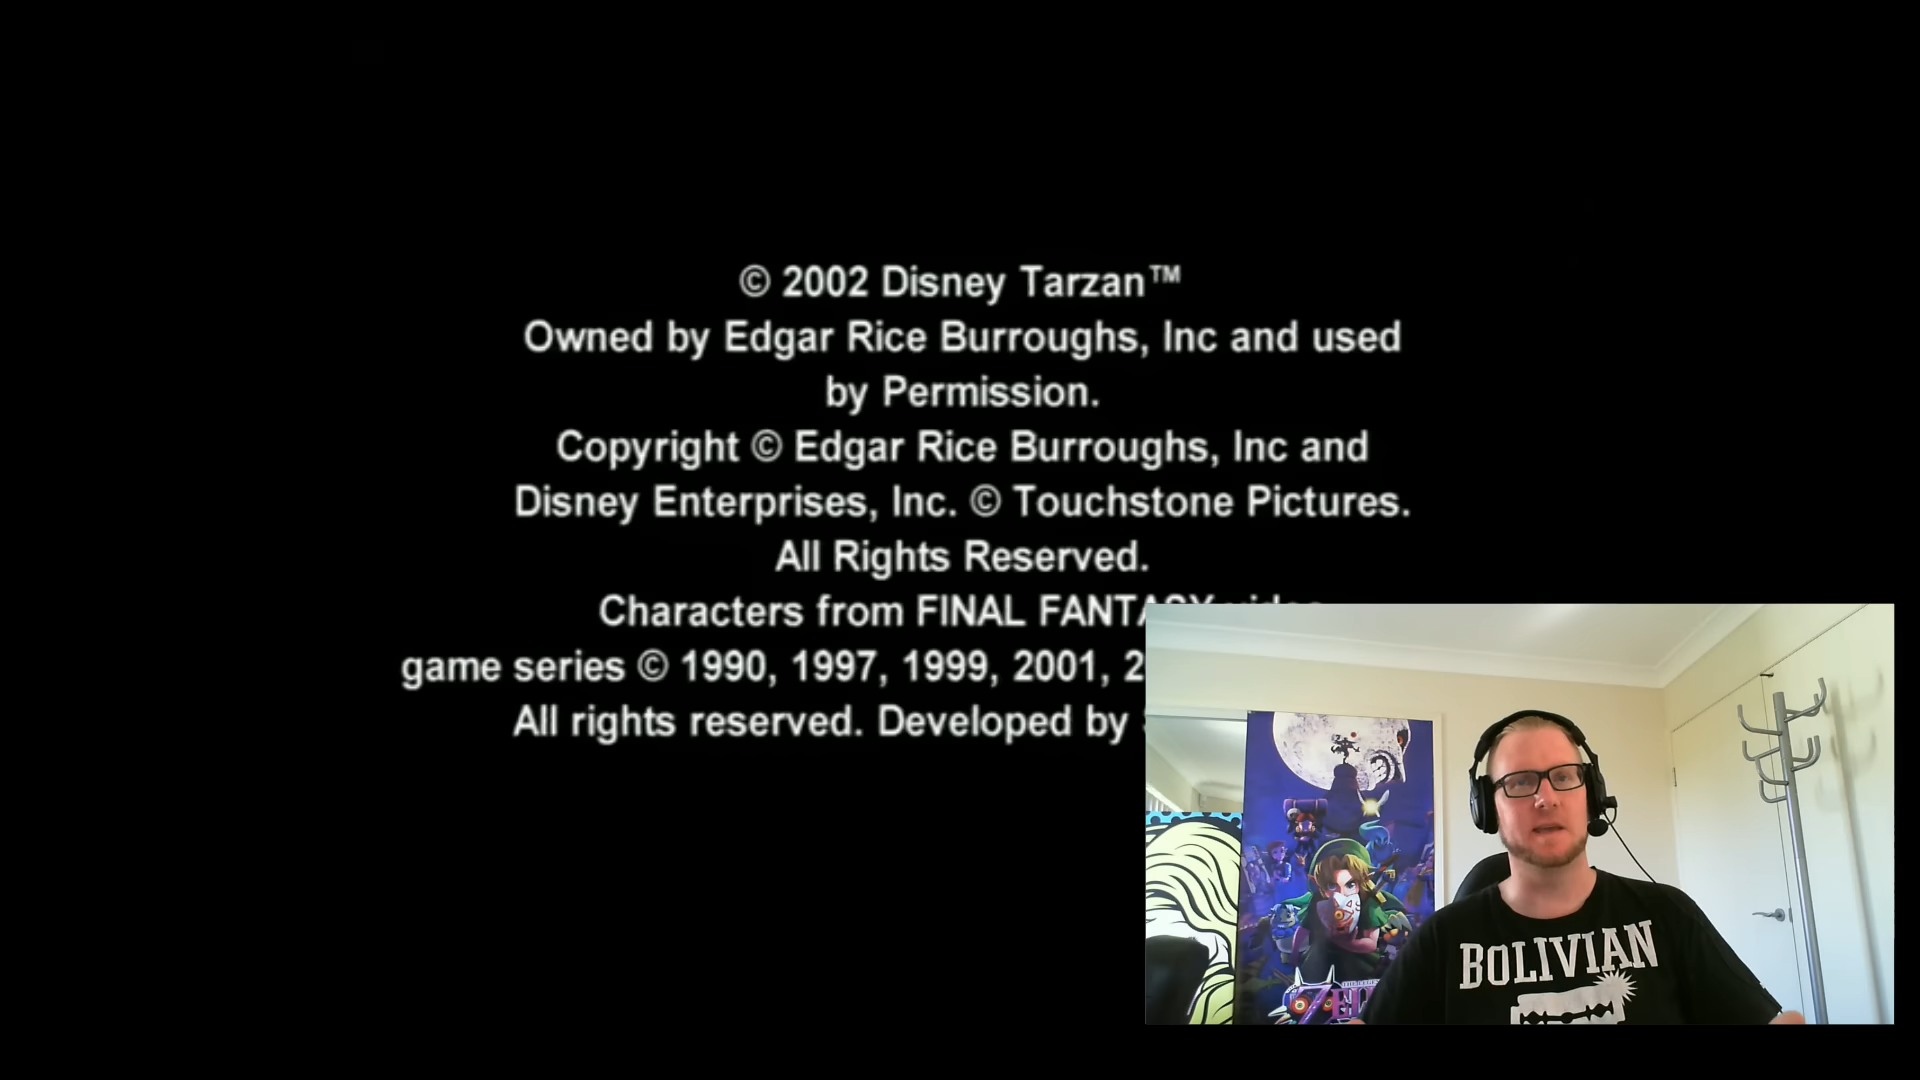 © 2002 Disney Tarzan™
Owned by Edgar Rice Burroughs, Inc and used
by Permission.
Copyright © Edgar Rice Burroughs, Inc and
Disney Enterprises, Inc. © Touchstone Pictures.
All Rights Reserved.
Characters from FINAL FANTASY video
game series © 1990, 1997, 1999, 2001,
All rights reserved. Developed by
BOLIVIAN